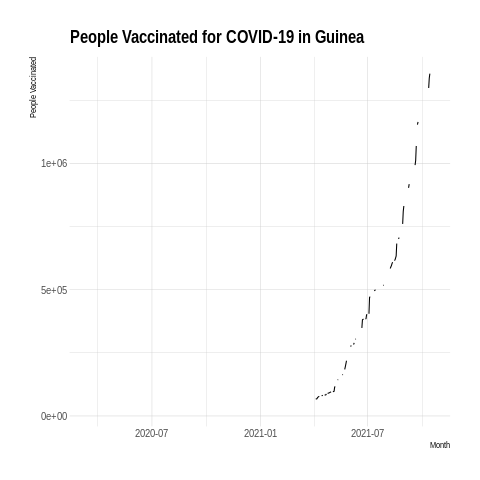 People Vaccinated for COVID-19 in Guinea
People Vaccinated
1e+06
5e+05
0e+00
2020-07
2021-01
2021-07
Month